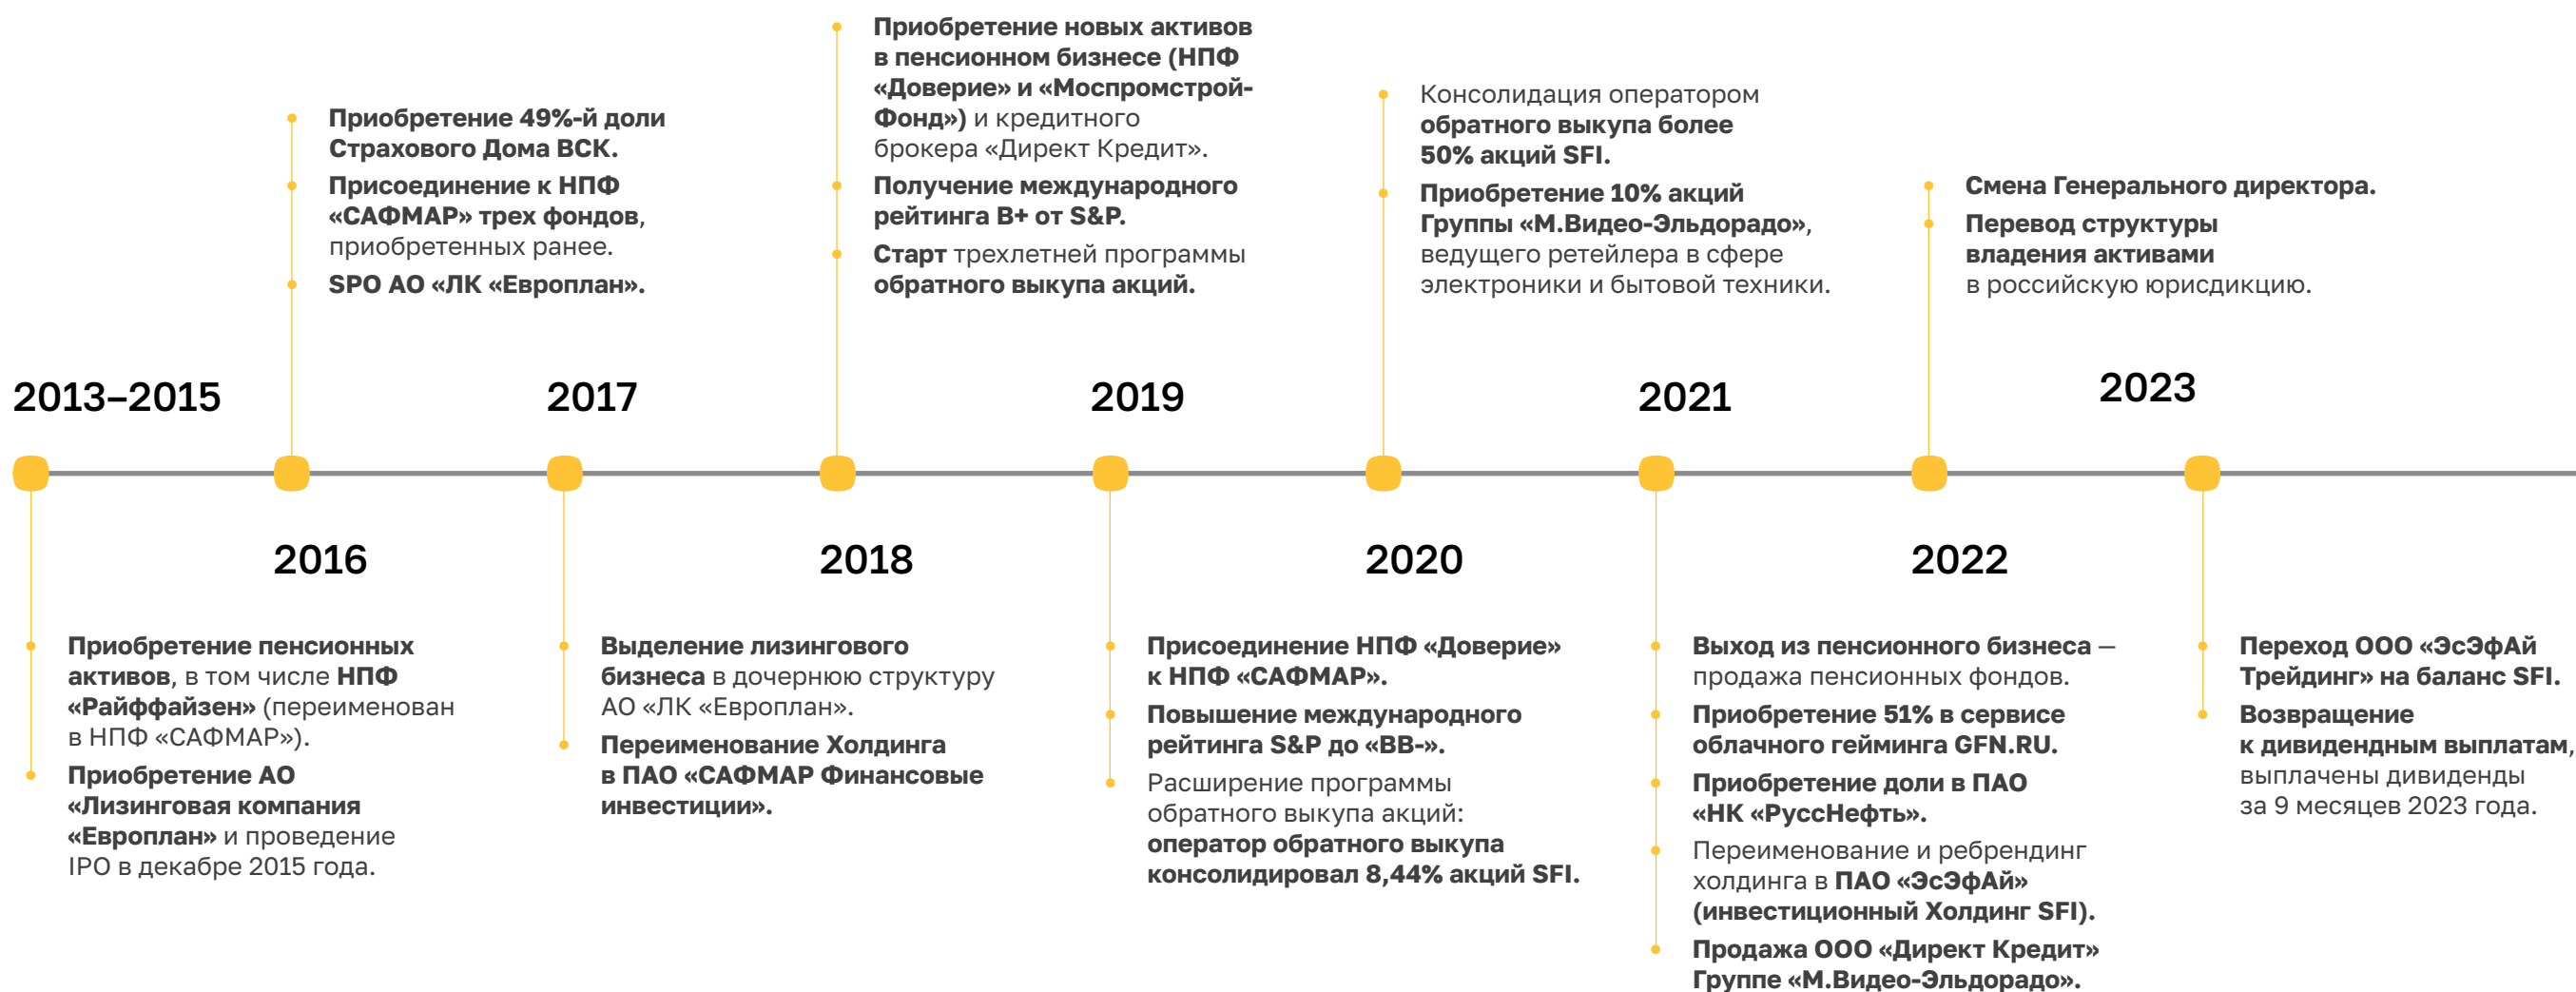 2013–2015
Приобретение пенсионных
активов, в том числе НПФ
«Райффайзен» (переименован
в НПФ «САФМАР»).
Приобретение АО
«Лизинговая компания
«Европлан» и проведение
IPO в декабре 2015 года.
2016
Приобретение 49%-й доли
Страхового Дома ВСК.
Присоединение к НПФ
«САФМАР» трех фондов,
приобретенных ранее.
SPO АО «ЛК «Европлан».
2017
Выделение лизингового
бизнеса в дочернюю структуру
АО «ЛК «Европлан».
Переименование Холдинга
в ПАО «САФМАР Финансовые
инвестиции».
2018
Приобретение новых активов
в пенсионном бизнесе (НПФ
«Доверие» и «Моспромстрой-
Фонд») и кредитного
брокера «Директ Кредит».
Получение международного
рейтинга B+ от S&P.
Старт трехлетней программы
обратного выкупа акций.
2019
Присоединение НПФ «Доверие»
к НПФ «САФМАР».
Повышение международного
рейтинга S&P до «BB-».
Расширение программы
обратного выкупа акций:
оператор обратного выкупа
консолидировал 8,44% акций SFI.
2020
Консолидация оператором
обратного выкупа более
50% акций SFI.
Приобретение 10% акций
Группы «М.Видео-Эльдорадо»,
ведущего ретейлера в сфере
электроники и бытовой техники.
2021
Выход из пенсионного бизнеса —
продажа пенсионных фондов.
Приобретение 51% в сервисе
облачного гейминга GFN.RU.
Приобретение доли в ПАО
«НК «РуссНефть».
Переименование и ребрендинг
холдинга в ПАО «ЭсЭфАй»
(инвестиционный Холдинг SFI).
Продажа ООО «Директ Кредит»
Группе «М.Видео-Эльдорадо».
2022
Смена Генерального директора.
Перевод структуры
владения активами
в российскую юрисдикцию.
2023
Переход ООО «ЭсЭфАй
Трейдинг» на баланс SFI.
Возвращение
к дивидендным выплатам,
выплачены дивиденды
за 9 месяцев 2023 года.